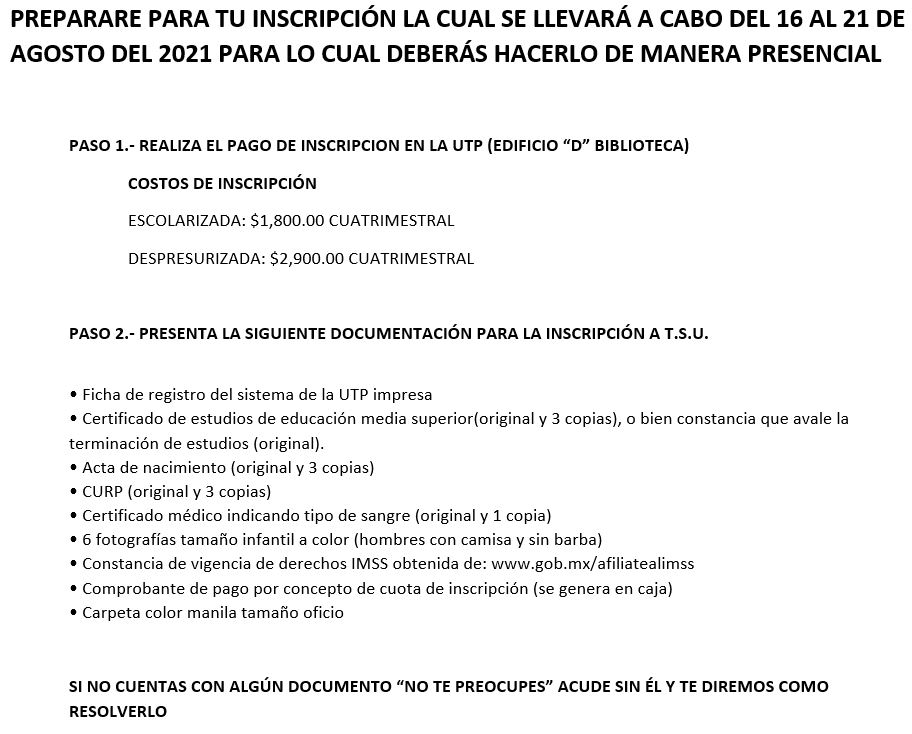 PREPARARE PARA TU INSCRIPCIÓN LA CUAL SE LLEVARÁ A CABO DEL 16 AL 21 DE
AGOSTO DEL 2021 PARA LO CUAL DEBERÁS HACERLO DE MANERA PRESENCIAL
PASO 1.- REALIZA EL PAGO DE INSCRIPCION EN LA UTP (EDIFICIO “D” BIBLIOTECA)
COSTOS DE INSCRIPCIÓN
ESCOLARIZADA: $1,800.00 CUATRIMESTRAL
DESPRESURIZADA: $2,900.00 CUATRIMESTRAL
PASO 2.- PRESENTA LA SIGUIENTE DOCUMENTACIÓN PARA LA INSCRIPCIÓN A T.S.U.
• Ficha de registro del sistema de la UTP impresa
• Certificado de estudios de educación media superior(original y 3 copias), o bien constancia que avale la
terminación de estudios (original).
• Acta de nacimiento (original y 3 copias)
• CURP (original y 3 copias)
• Certificado médico indicando tipo de sangre (original y 1 copia)
• 6 fotografías tamaño infantil a color (hombres con camisa y sin barba)
• Constancia de vigencia de derechos IMSS obtenida de: www.gob.mx/afiliatealimss
• Comprobante de pago por concepto de cuota de inscripción (se genera en caja)
• Carpeta color manila tamaño oficio
SI NO CUENTAS CON ALGÚN DOCUMENTO “NO TE PREOCUPES” ACUDE SIN ÉL Y TE DIREMOS COMO
RESOLVERLO